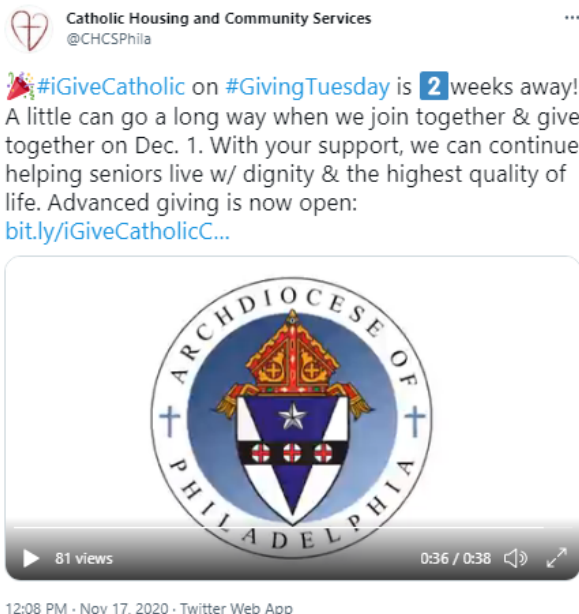 Catholic Housing and Community Services
@CHCSPhila
#iGiveCatholic on #GivingTuesday is 2 weeks away!
A little can go a long way when we join together & give
together on Dec. 1. With your support, we can continue
helping seniors live w/ dignity & the highest quality of
life. Advanced giving is now open:
bit.ly/iGiveCatholicC...
ARCHDIOCESE OF
PHILADELPHIA
81 views
0:36 / 0:38
12:08 PM · Nov 17, 2020 · Twitter Web App